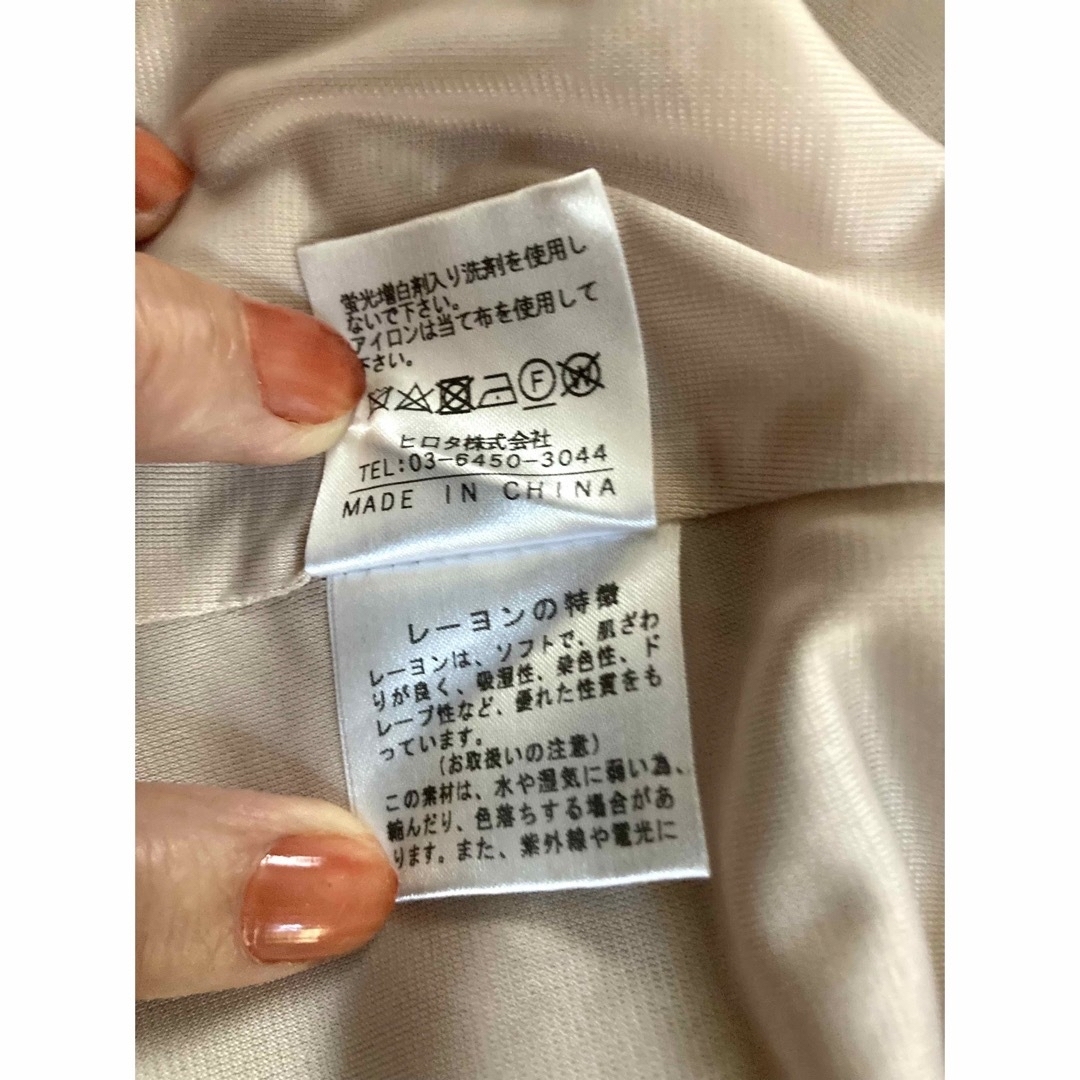 蛍光増白剤入り洗剤を使用し
ないで下さい。
アイロンは当て布を使用して
下さい。
F W
ヒロタ株式会社
TEL:03-6450-3044
MADE IN CHINA
レーヨンの特徴
レーヨンは、ソフトで、肌ざわ
りが良く、吸湿性、染色性、ド
レープ性など、優れた性質をも
っています。
(お取扱いの注意)
この素材は、水や湿気に弱い為、
縮んだり、色落ちする場合があ
ります。また、紫外線や電光に